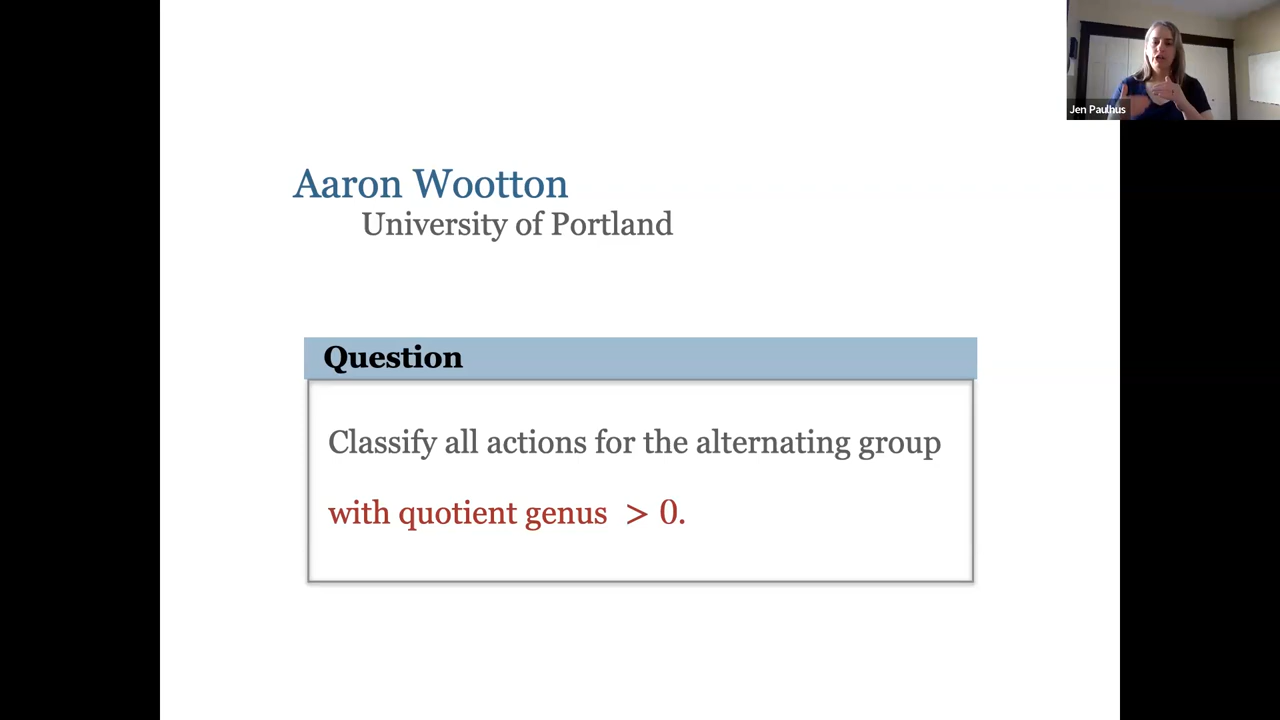 Jen Paulhus
Aaron Wootton
University of Portland
Question
Classify all actions for the alternating group
with quotient genus > 0.